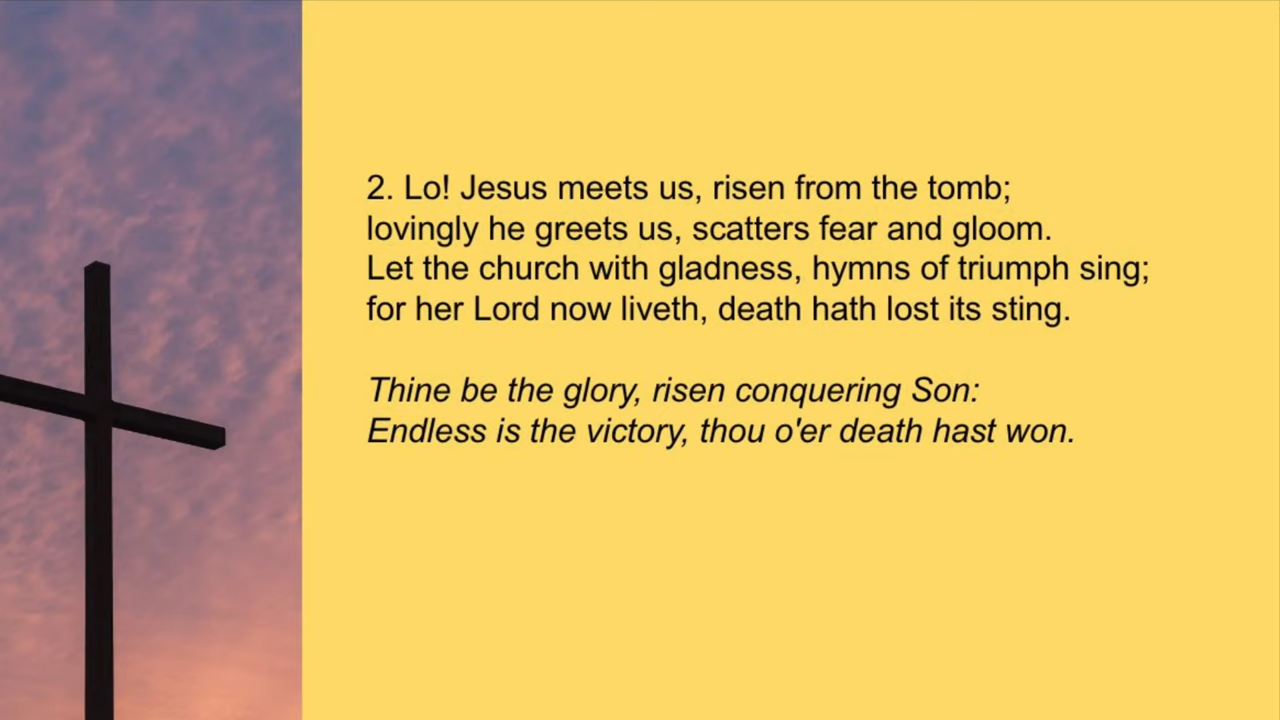 2. Lo! Jesus meets us, risen from the tomb;
lovingly he greets us, scatters fear and gloom.
Let the church with gladness, hymns of triumph sing;
for her Lord now liveth, death hath lost its sting.
Thine be the glory, risen conquering Son:
Endless is the victory, thou o'er death hast won.